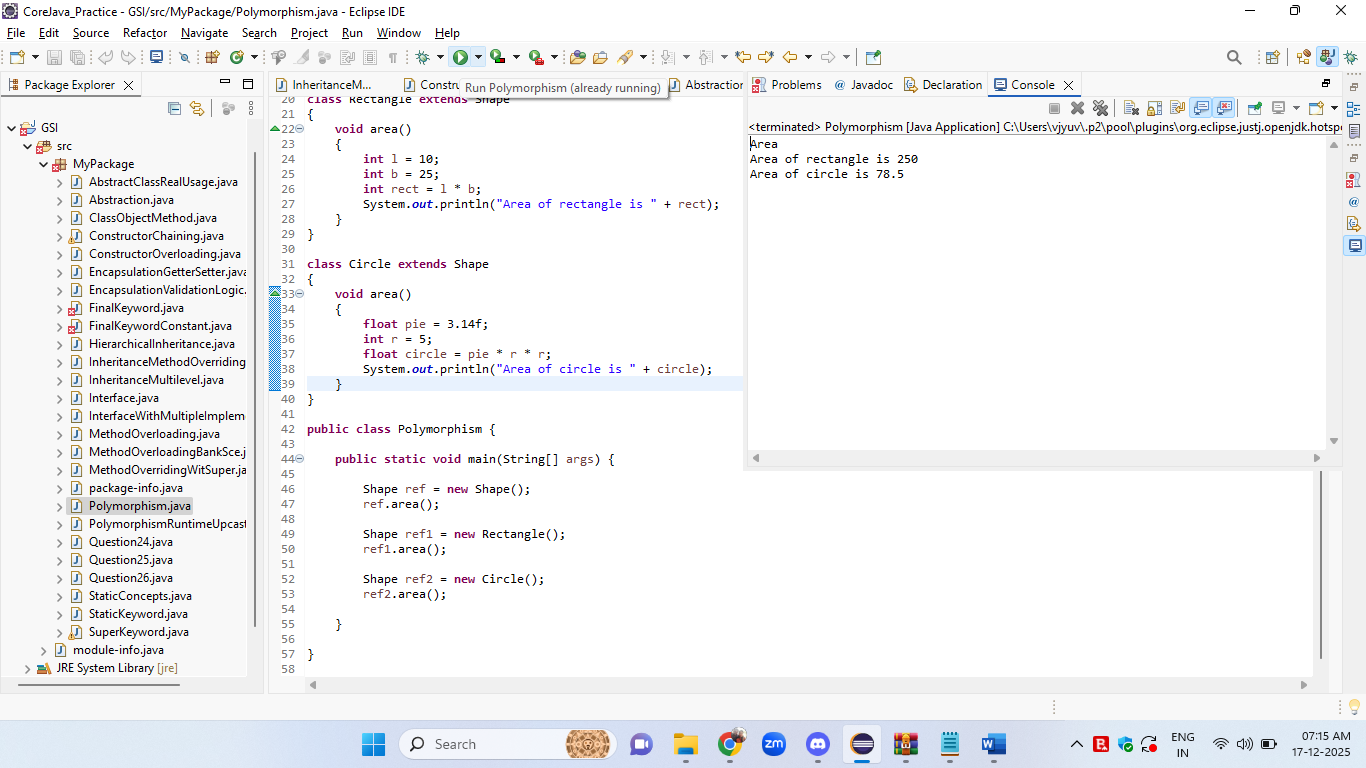 CoreJava_Practice - GSI/src/MyPackage/Polymorphism.java - Eclipse IDE
File Edit Source Refactor Navigate Search Project Run Window Help
Package Explorer
GSI
src
MyPackage
AbstractClassRealUsage.java
Abstraction.java
ClassObjectMethod.java
ConstructorChaining.java
ConstructorOverloading.java
EncapsulationGetterSetter.java
EncapsulationValidationLogic.
FinalKeyword.java
FinalKeywordConstant.java
HierarchicalInheritance.java
InheritanceMethodOverriding
InheritanceMultilevel.java
Interface.java
InterfaceWithMultipleImplem
MethodOverloading.java
MethodOverloadingBankSce.j
MethodOverridingWitSuper.ja
package-info.java
Polymorphism.java
PolymorphismRuntimeUpcast
Question24.java
Question25.java
Question26.java
StaticConcepts.java
StaticKeyword.java
SuperKeyword.java
module-info.java
JRE System Library [jre]
InheritanceM... Constru Abstraction
Run Polymorphism (already running)
20 class Rectangle extends Shape
21 {
22 void area()
23 {
24 int l = 10;
25 int b = 25;
26 int rect = l * b;
27 System.out.println("Area of rectangle is " + rect);
28 }
29 }
30
31 class Circle extends Shape
32 {
33 void area()
34 {
35 float pie = 3.14f;
36 int r = 5;
37 float circle = pie * r * r;
38 System.out.println("Area of circle is " + circle);
39 }
40 }
41
42 public class Polymorphism {
43
44 public static void main(String[] args) {
45
46 Shape ref = new Shape();
47 ref.area();
48
49 Shape ref1 = new Rectangle();
50 ref1.area();
51
52 Shape ref2 = new Circle();
53 ref2.area();
54
55 }
56
57 }
58
Problems Javadoc Declaration Console
<terminated> Polymorphism [Java Application] C:\Users\vjyuv\.p2\pool\plugins\org.eclipse.justj.openjdk.hotspo
Area
Area of rectangle is 250
Area of circle is 78.5
Search
zm
ENG
IN
07:15 AM
17-12-2025